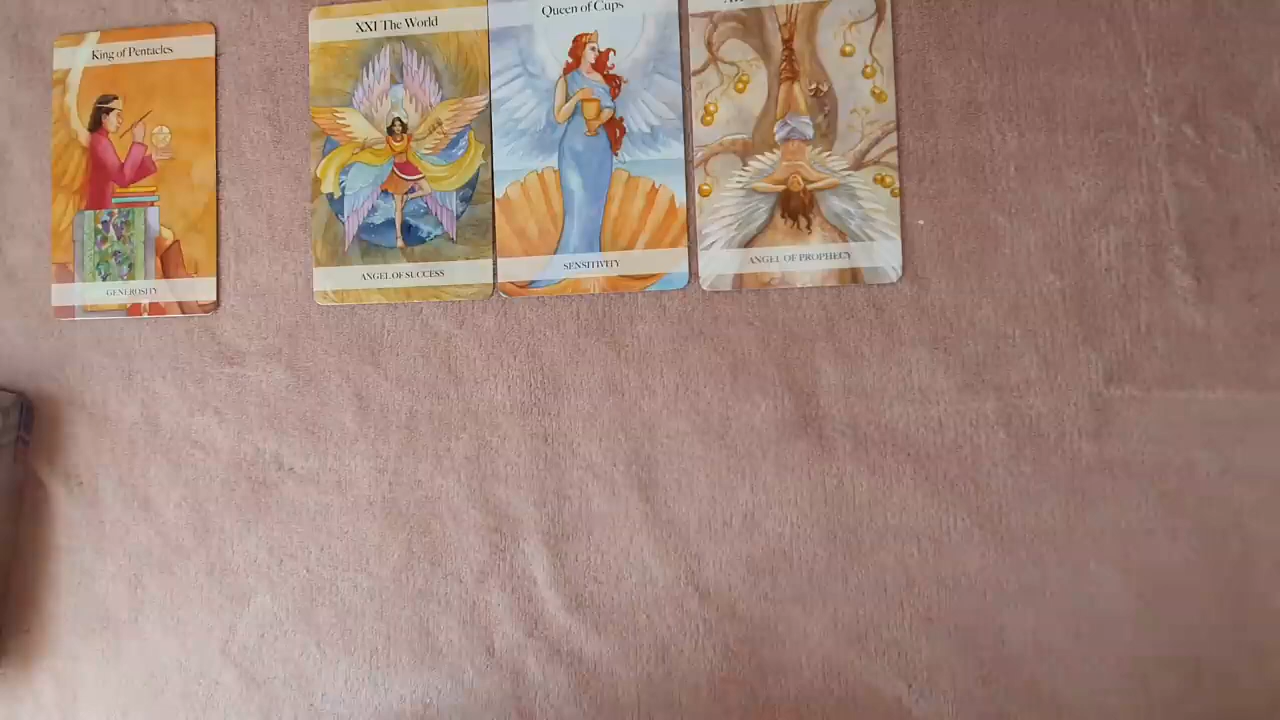 King of Pentacles
GENEROSITY
XXI The World
ANGEL OF SUCCESS
Queen of Cups
SENSITIVITY
ANGEL OF PROPHECY